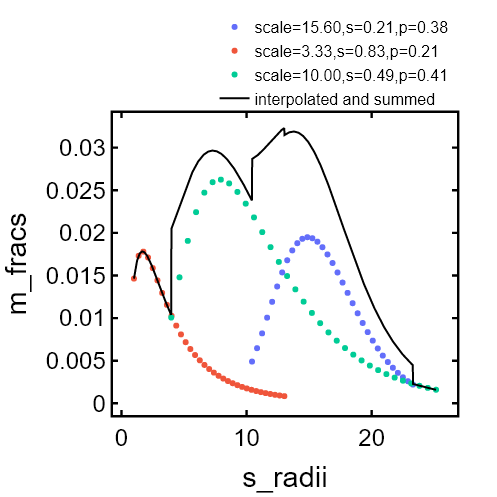 scale=15.60,s=0.21,p=0.38
scale=3.33,s=0.83,p=0.21
scale=10.00,s=0.49,p=0.41
interpolated and summed
0.03
0.025
0.02
0.015
0.01
0.005
0
m_fracs
0 10 20
s_radii